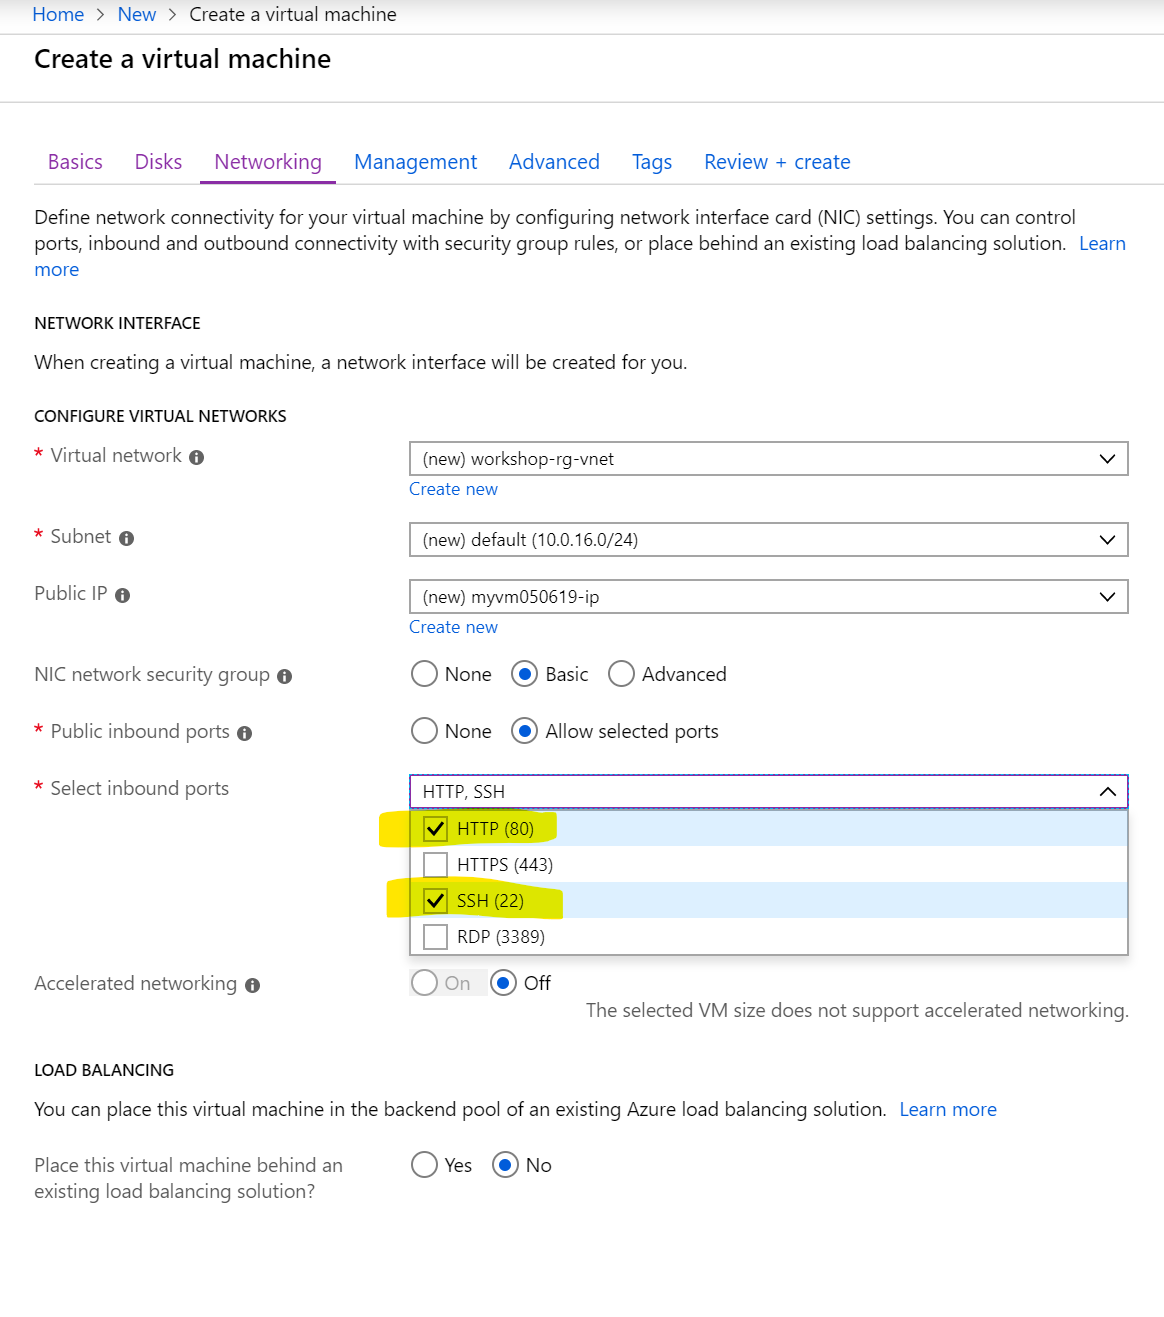 Home > New > Create a virtual machine
Create a virtual machine
Basics Disks Networking Management Advanced Tags Review + create
Define network connectivity for your virtual machine by configuring network interface card (NIC) settings. You can control
ports, inbound and outbound connectivity with security group rules, or place behind an existing load balancing solution. Learn
more
NETWORK INTERFACE
When creating a virtual machine, a network interface will be created for you.
CONFIGURE VIRTUAL NETWORKS
* Virtual network (new) workshop-rg-vnet
Create new
* Subnet (new) default (10.0.16.0/24)
Public IP (new) myvm050619-ip
Create new
NIC network security group None Basic Advanced
* Public inbound ports None Allow selected ports
* Select inbound ports HTTP, SSH
HTTP (80)
HTTPS (443)
SSH (22)
RDP (3389)
Accelerated networking On Off
The selected VM size does not support accelerated networking.
LOAD BALANCING
You can place this virtual machine in the backend pool of an existing Azure load balancing solution. Learn more
Place this virtual machine behind an Yes No
existing load balancing solution?